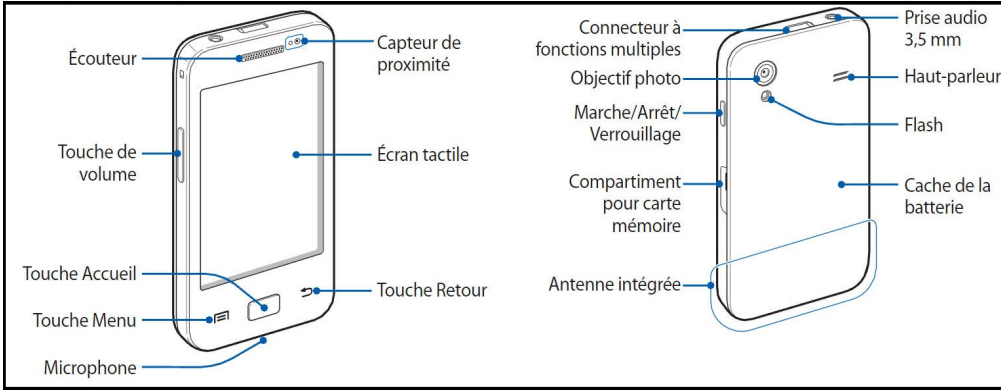 Écouteur
Capteur de
proximité
Touche de
volume
Écran tactile
Touche Accueil
Touche Retour
Touche Menu
Microphone
Connecteur à
fonctions multiples
Prise audio
3,5 mm
Objectif photo
Haut-parleur
Marche/Arrêt/
Verrouillage
Flash
Compartiment
pour carte
mémoire
Cache de la
batterie
Antenne intégrée